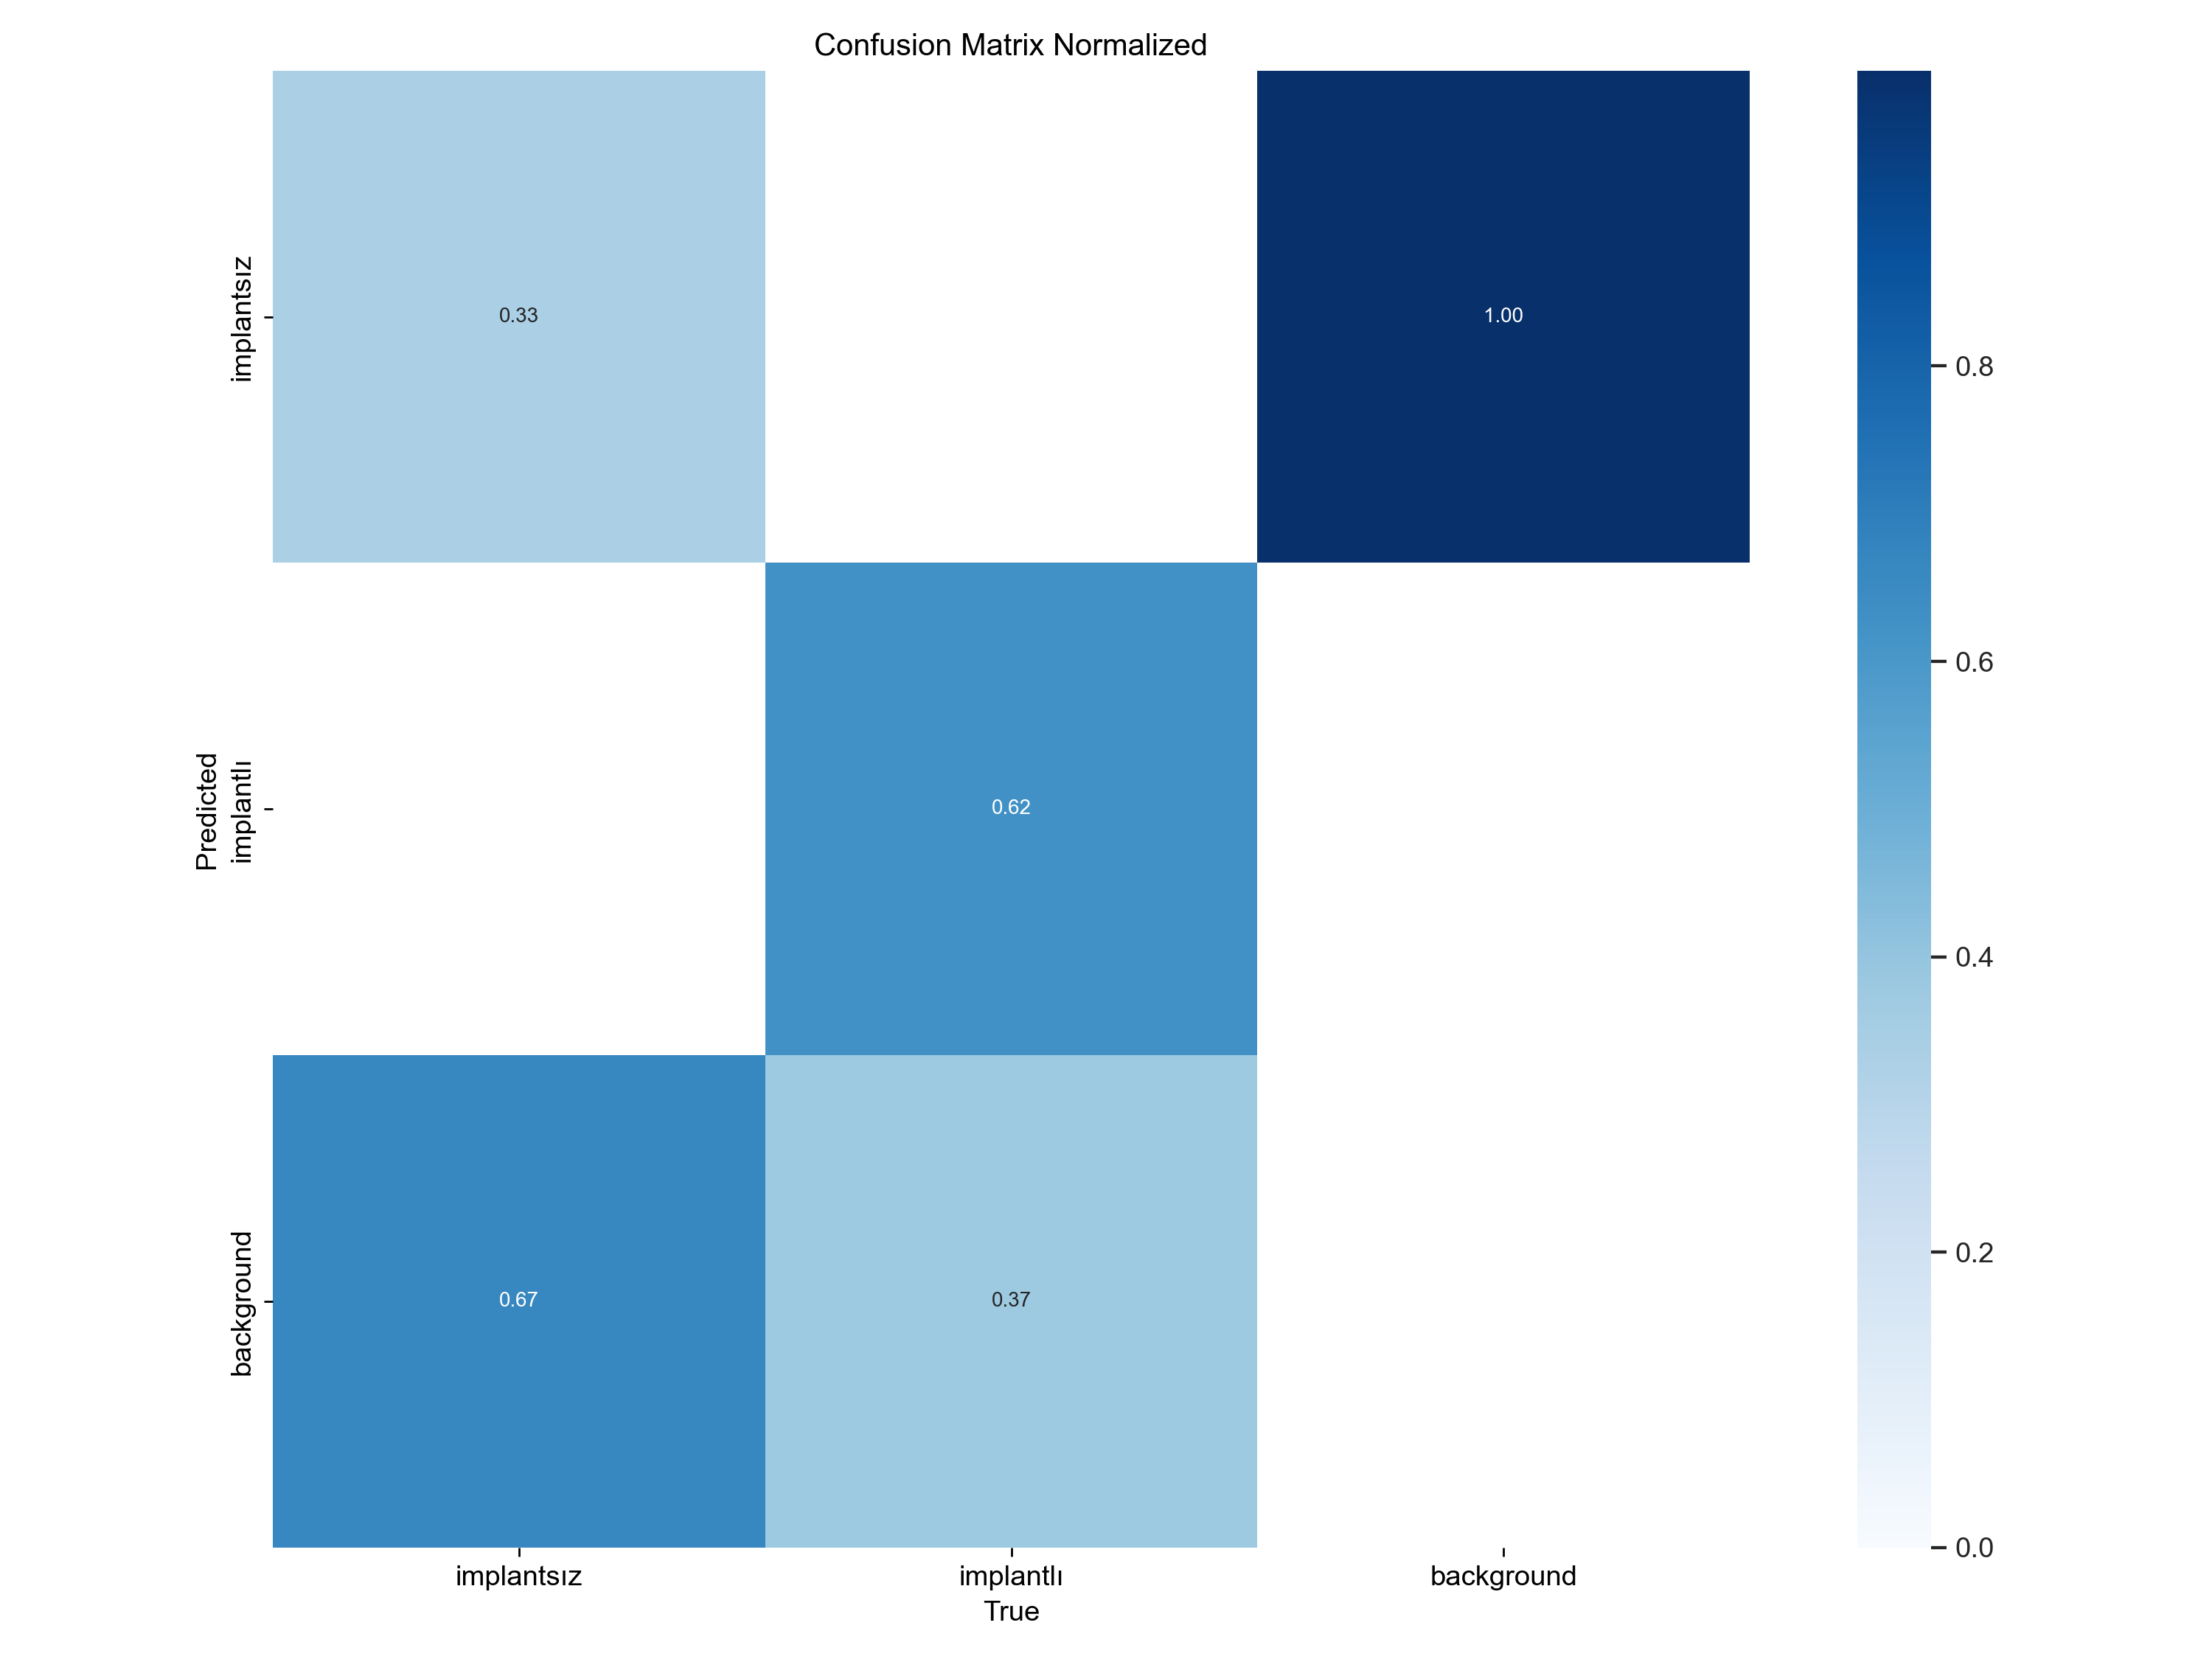 Confusion Matrix Normalized
implantsız
0.33
1.00
Predicted
implantlı
0.62
background
0.67
0.37
implantsız
implantlı
background
True
0.8
0.6
0.4
0.2
0.0